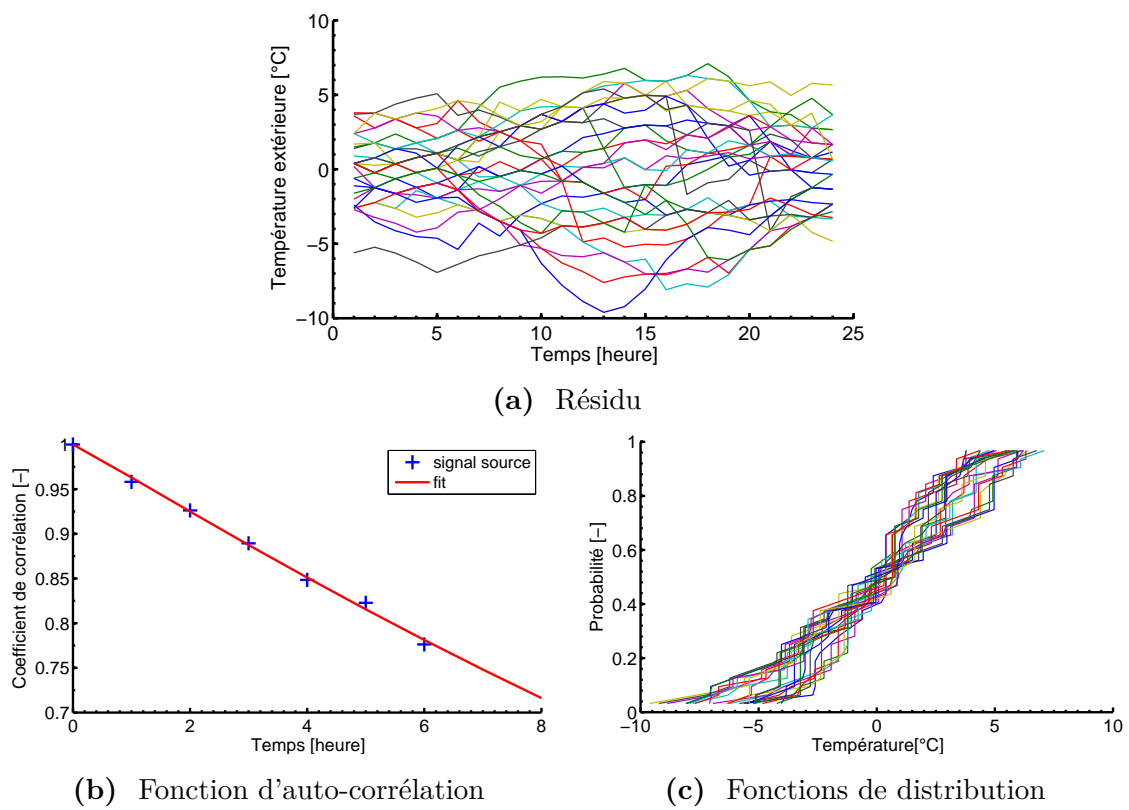 10
5
0
−5
−10
Température extérieure [°C]
0 5 10 15 20 25
Temps [heure]
(a) Résidu
1
0.95
0.9
0.85
0.8
0.75
0.7
Coefficient de corrélation [−]
signal source
fit
0 2 4 6 8
Temps [heure]
(b) Fonction d'auto-corrélation
1
0.8
0.6
0.4
0.2
0
Probabilité [−]
−10 −5 0 5 10
Température[°C]
(c) Fonctions de distribution